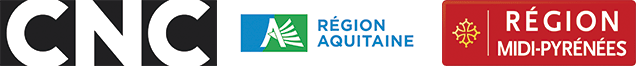 CNC
RÉGION
AQUITAINE
RÉGION
MIDI-PYRÉNÉES